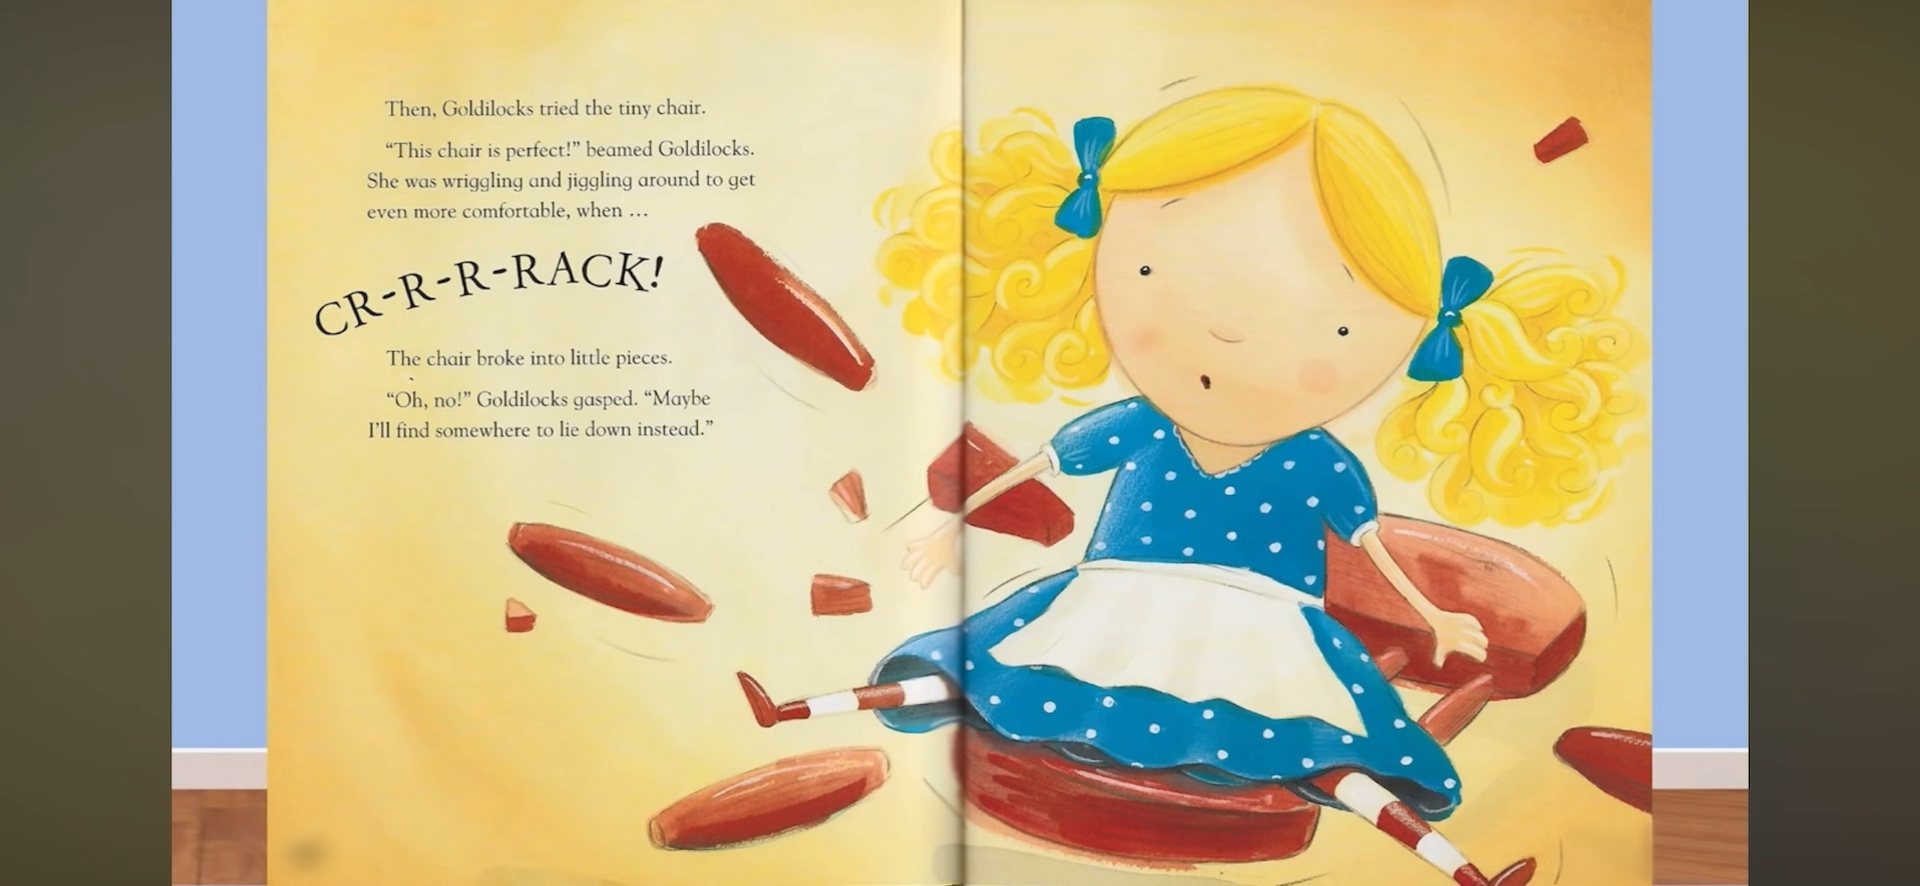 Then, Goldilocks tried the tiny chair.
“This chair is perfect!” beamed Goldilocks.
She was wriggling and jiggling around to get
even more comfortable, when ...
CR-R-R-RACK!
The chair broke into little pieces.
“Oh, no!” Goldilocks gasped. “Maybe
I’ll find somewhere to lie down instead.”